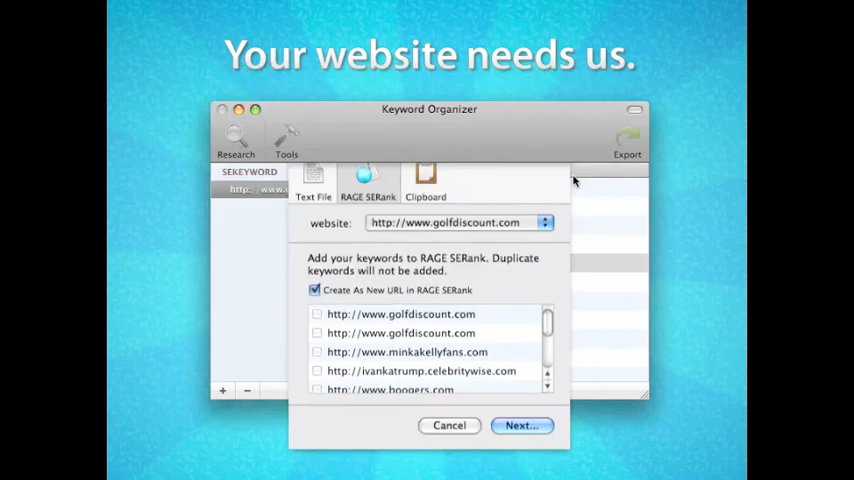 Your website needs us.
Keyword Organizer
Research
Tools
Export
SEKEYWORD
http://www.
Text File
RAGE SERank
Clipboard
website:
http://www.golfdiscount.com
Add your keywords to RAGE SERank. Duplicate
keywords will not be added.
Create As New URL in RAGE SERank
http://www.golfdiscount.com
http://www.golfdiscount.com
http://www.minkakellyfans.com
http://ivankatrump.celebritywise.com
http://www.boogers.com
+
−
Cancel
Next...